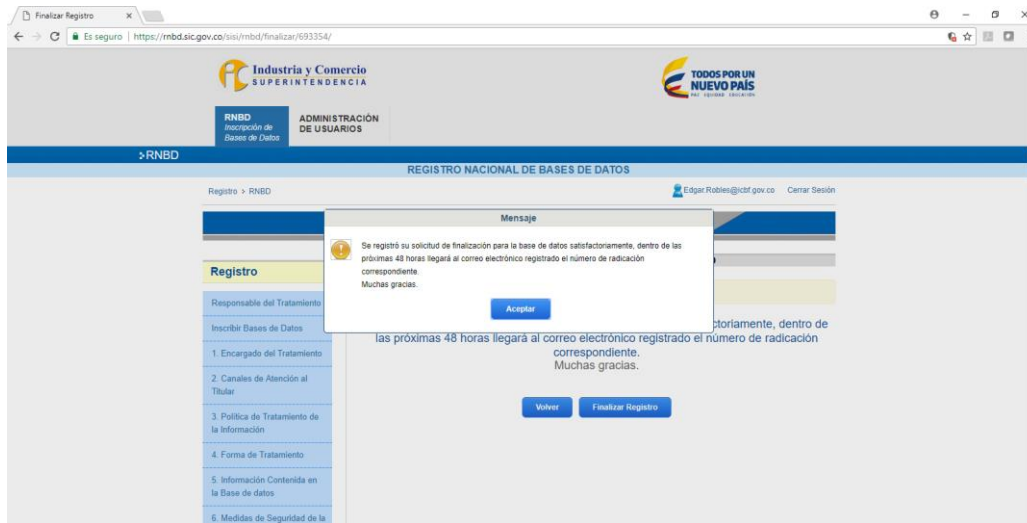 Finalizar Registro
Es seguro | https://rnbd.sic.gov.co/sisi/rnbd/finalizar/693354/
Industria y Comercio
SUPERINTENDENCIA
TODOS POR UN
NUEVO PAÍS
PAZ EQUIDAD EDUCACIÓN
RNBD
Inscripción de
Bases de Datos
ADMINISTRACIÓN
DE USUARIOS
RNBD
REGISTRO NACIONAL DE BASES DE DATOS
Registro > RNBD
Edgar.Robles@icbf.gov.co Cerrar Sesión
Mensaje
Se registró su solicitud de finalización para la base de datos satisfactoriamente, dentro de las
próximas 48 horas llegará al correo electrónico registrado el número de radicación
correspondiente.
Muchas gracias.
Aceptar
Registro
Responsable del Tratamiento
Inscribir Bases de Datos
1. Encargado del Tratamiento
2. Canales de Atención al
Titular
3. Política de Tratamiento de
la Información
4. Forma de Tratamiento
5. Información Contenida en
la Base de datos
6. Medidas de Seguridad de la
ctoriamente, dentro de
las próximas 48 horas llegará al correo electrónico registrado el número de radicación
correspondiente.
Muchas gracias.
Volver
Finalizar Registro